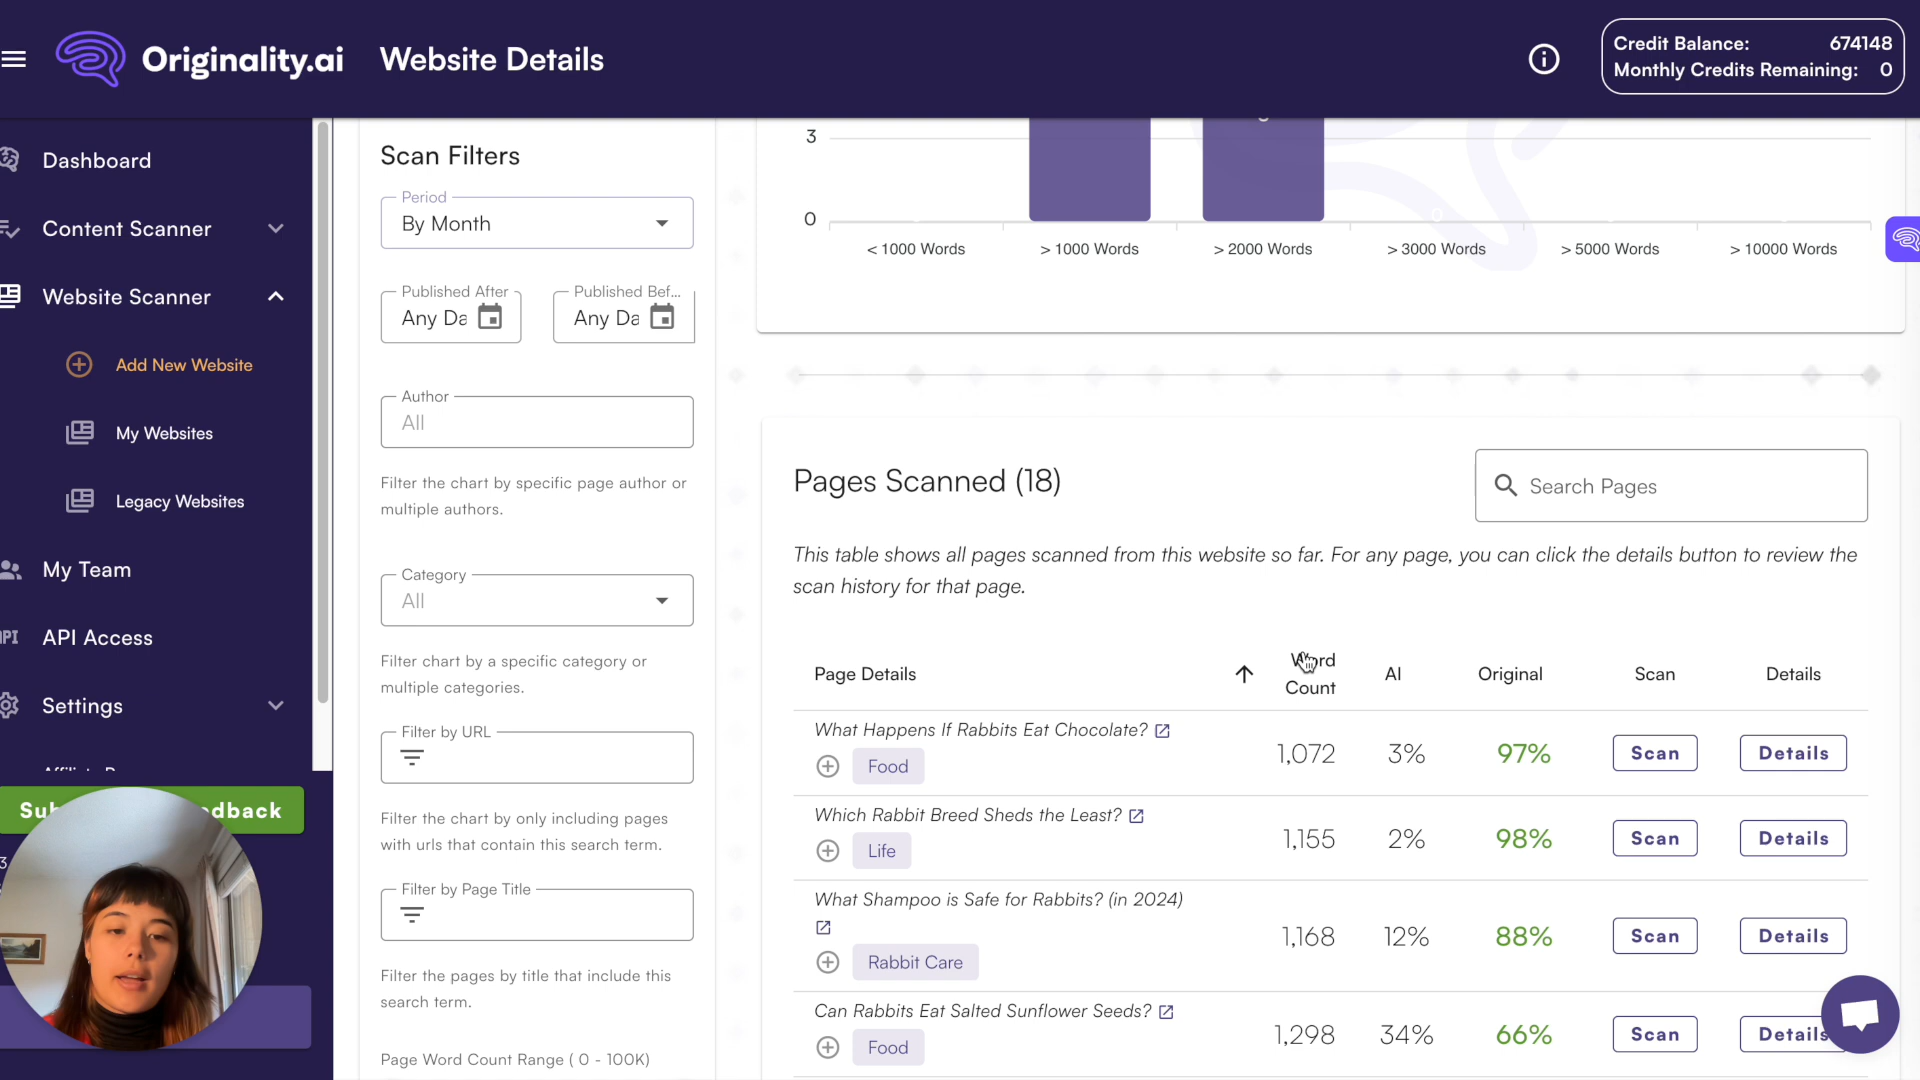 Originality.ai
Website Details
Credit Balance: 674148
Monthly Credits Remaining: 0
Dashboard
Content Scanner
Website Scanner
Add New Website
My Websites
Legacy Websites
My Team
API
API Access
Settings
Scan Filters
Period
By Month
Published After
Any Da
Published Bef...
Any Da
Author
All
Filter the chart by specific page author or
multiple authors.
Category
All
Filter chart by a specific category or
multiple categories.
Filter by URL
Filter the chart by only including pages
with urls that contain this search term.
Filter by Page Title
Filter the pages by title that include this
search term.
Page Word Count Range ( 0 - 100K)
3
0
0
< 1000 Words
> 1000 Words
> 2000 Words
> 3000 Words
> 5000 Words
> 10000 Words
Pages Scanned (18)
Search Pages
This table shows all pages scanned from this website so far. For any page, you can click the details button to review the
scan history for that page.
Page Details
Word
Count
AI
Original
Scan
Details
What Happens If Rabbits Eat Chocolate?
Food
1,072
3%
97%
Scan
Details
Which Rabbit Breed Sheds the Least?
Life
1,155
2%
98%
Scan
Details
What Shampoo is Safe for Rabbits? (in 2024)
Rabbit Care
1,168
12%
88%
Scan
Details
Can Rabbits Eat Salted Sunflower Seeds?
Food
1,298
34%
66%
Scan
Details